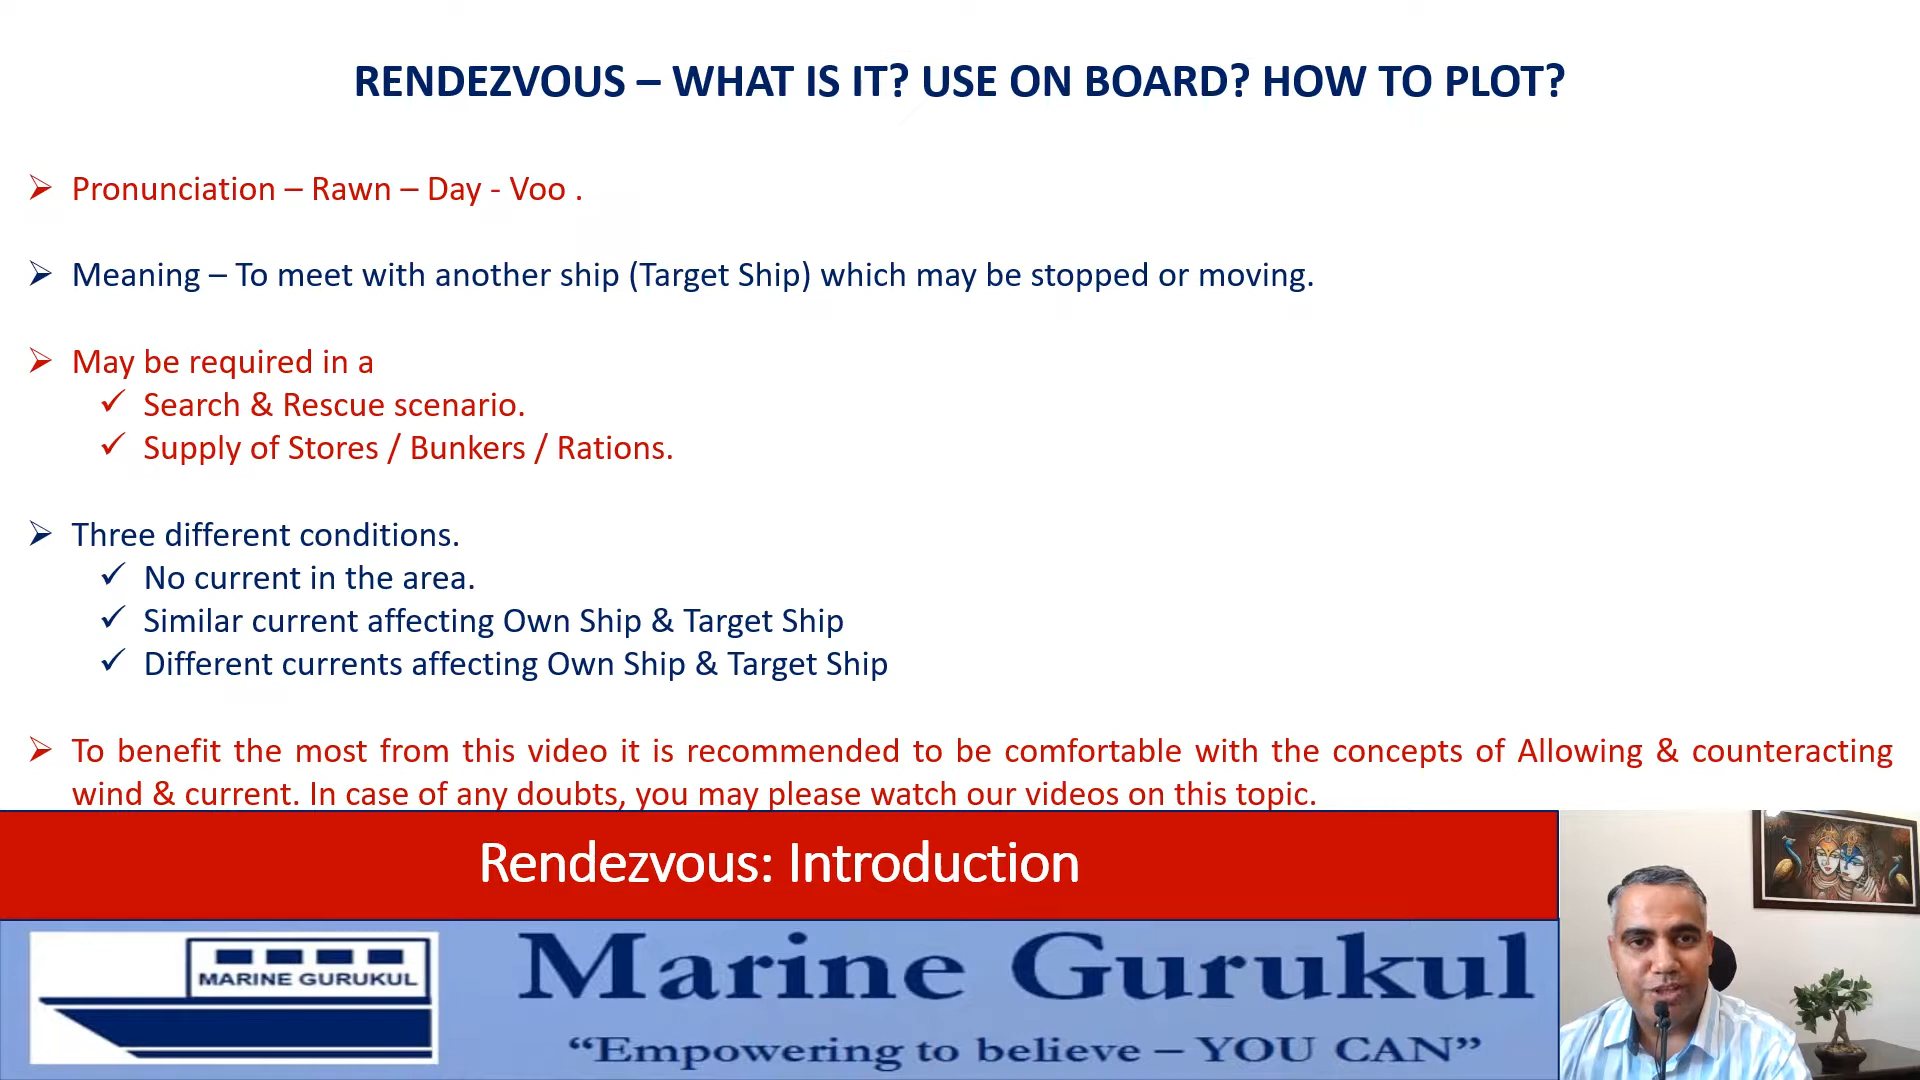 RENDEZVOUS – WHAT IS IT? USE ON BOARD? HOW TO PLOT?
Pronunciation – Rawn – Day - Voo .
Meaning – To meet with another ship (Target Ship) which may be stopped or moving.
May be required in a
Search & Rescue scenario.
Supply of Stores / Bunkers / Rations.
Three different conditions.
No current in the area.
Similar current affecting Own Ship & Target Ship
Different currents affecting Own Ship & Target Ship
To benefit the most from this video it is recommended to be comfortable with the concepts of Allowing & counteracting
wind & current. In case of any doubts, you may please watch our videos on this topic.
Rendezvous: Introduction
MARINE GURUKUL
Marine Gurukul
“Empowering to believe – YOU CAN”